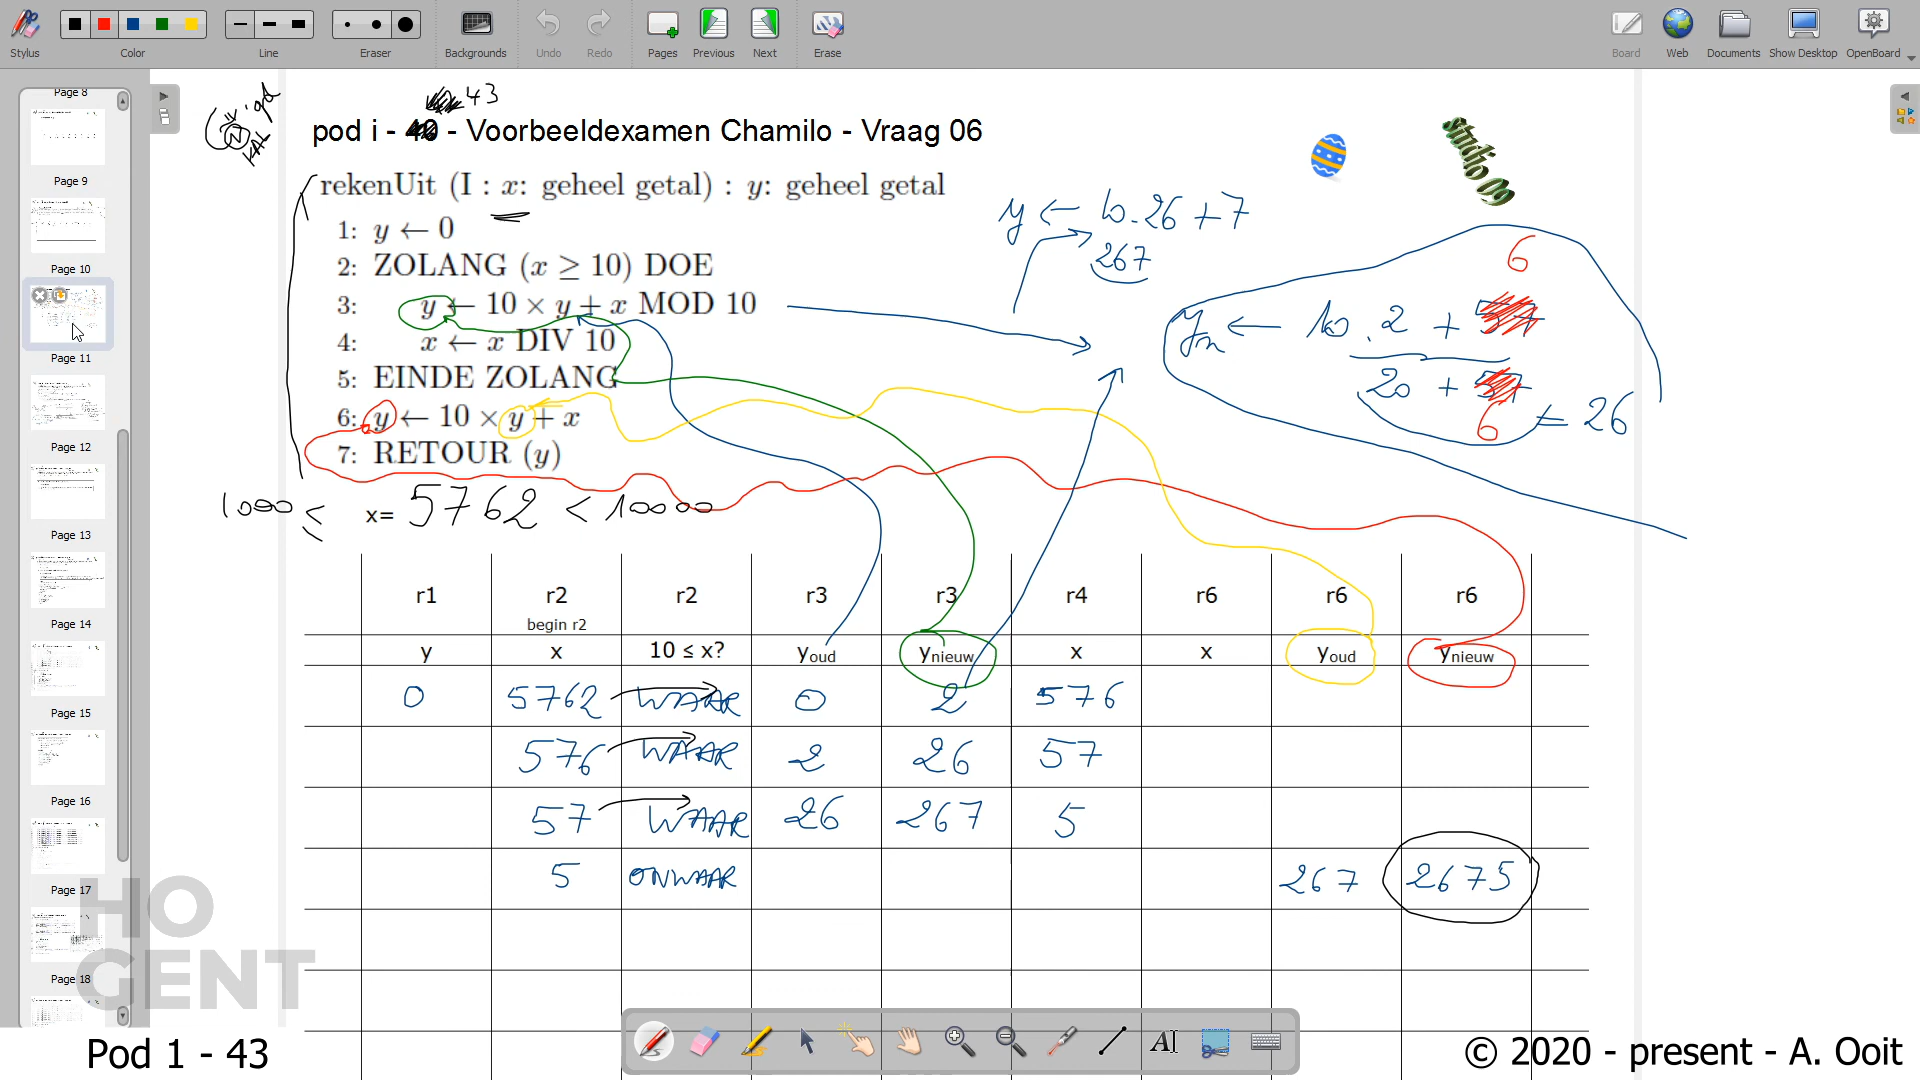 Stylus
Color
Line
Eraser
Backgrounds
Undo
Redo
Pages
Previous
Next
Erase
Board
Web
Documents
Show Desktop
OpenBoard
Page 8
Page 9
Page 10
Page 11
Page 12
Page 13
Page 14
Page 15
Page 16
Page 17
Page 18
43
pod i - - Voorbeeldexamen Chamilo - Vraag 06
rekenUit (I : x: geheel getal) : y: geheel getal
1: y ← 0
2: ZOLANG (x ≥ 10) DOE
3: y ← 10 × y + x MOD 10
4: x ← x DIV 10
5: EINDE ZOLANG
6: y ← 10 × y + x
7: RETOUR (y)
y ← 10 . 26 + 7
267
6
yn ← 10 . 2 +
20 +
6 = 26
1000 ≤ x= 5762 < 10000
r1 r2 r2 r3 r3 r4 r6 r6 r6
begin r2
y x 10 ≤ x? youd ynieuw x x youd ynieuw
0 5762 WAAR 0 2 576
576 WAAR 2 26 57
57 WAAR 26 267 5
5 ONWAAR 267 2675
HO
GENT
Pod 1 - 43
© 2020 - present - A. Ooit